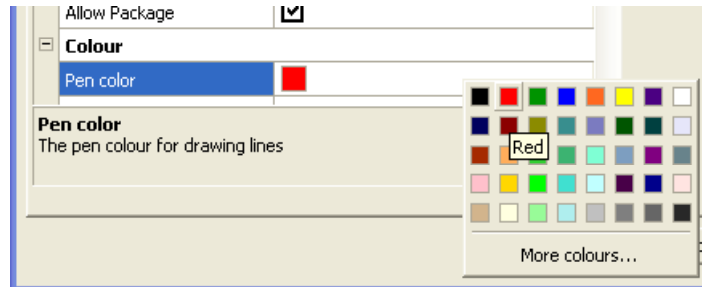 Allow Package
Colour
Pen color
Pen color
The pen colour for drawing lines
Red
More colours...